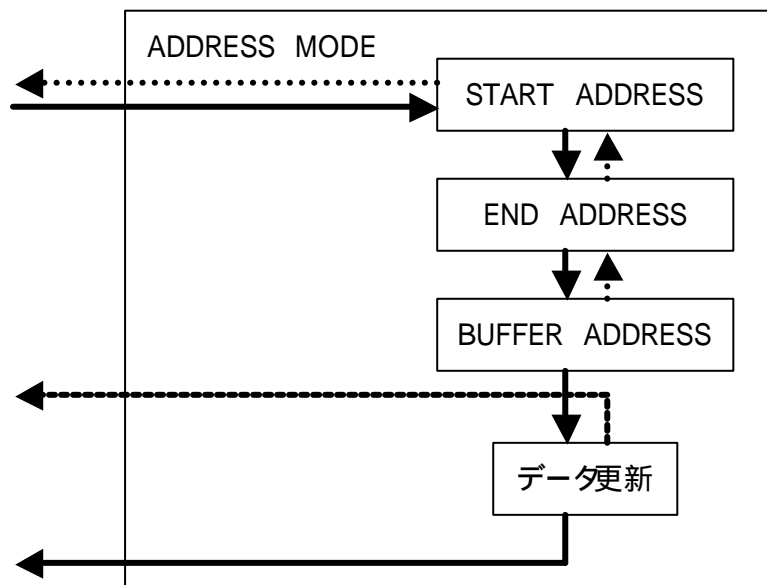 ADDRESS MODE
START ADDRESS
END ADDRESS
BUFFER ADDRESS
データ更新